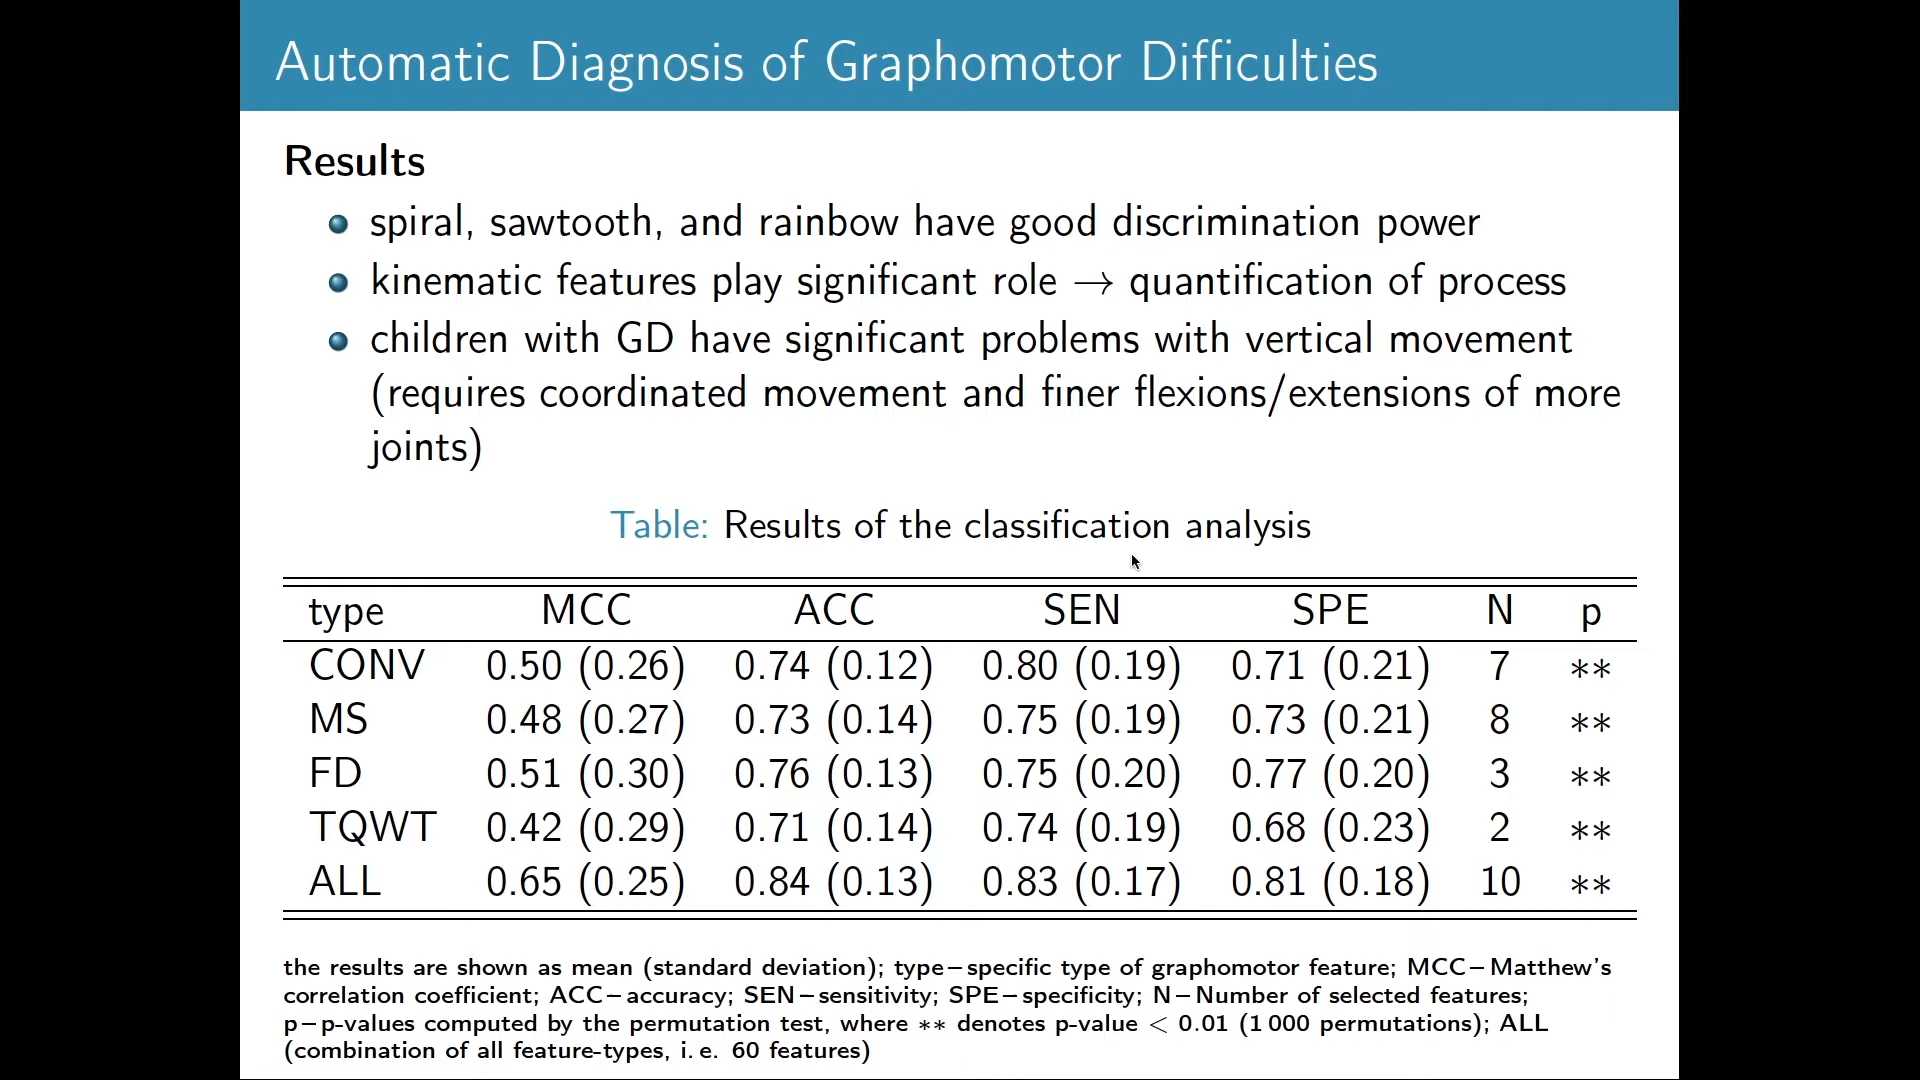 Automatic Diagnosis of Graphomotor Difficulties
Results
spiral, sawtooth, and rainbow have good discrimination power
kinematic features play significant role → quantification of process
children with GD have significant problems with vertical movement
(requires coordinated movement and finer flexions/extensions of more
joints)
Table: Results of the classification analysis
type MCC ACC SEN SPE N p
CONV 0.50 (0.26) 0.74 (0.12) 0.80 (0.19) 0.71 (0.21) 7 **
MS 0.48 (0.27) 0.73 (0.14) 0.75 (0.19) 0.73 (0.21) 8 **
FD 0.51 (0.30) 0.76 (0.13) 0.75 (0.20) 0.77 (0.20) 3 **
TQWT 0.42 (0.29) 0.71 (0.14) 0.74 (0.19) 0.68 (0.23) 2 **
ALL 0.65 (0.25) 0.84 (0.13) 0.83 (0.17) 0.81 (0.18) 10 **
the results are shown as mean (standard deviation); type–specific type of graphomotor feature; MCC–Matthew's
correlation coefficient; ACC–accuracy; SEN–sensitivity; SPE–specificity; N–Number of selected features;
p–p-values computed by the permutation test, where ** denotes p-value < 0.01 (1 000 permutations); ALL
(combination of all feature-types, i. e. 60 features)